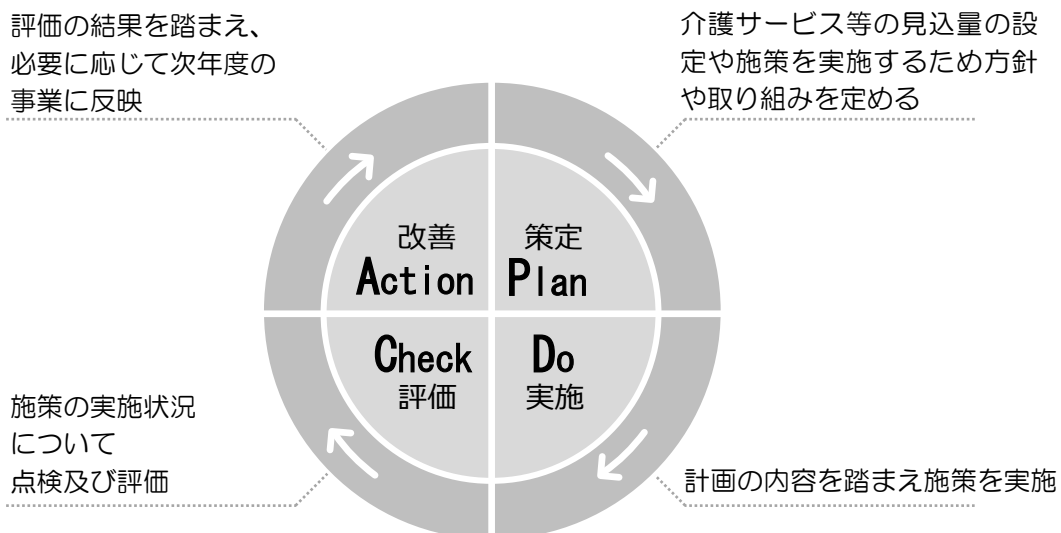 評価の結果を踏まえ、
必要に応じて次年度の
事業に反映
介護サービス等の見込量の設
定や施策を実施するため方針
や取り組みを定める
改善
Action
策定
Plan
Check
評価
Do
実施
施策の実施状況
について
点検及び評価
計画の内容を踏まえ施策を実施